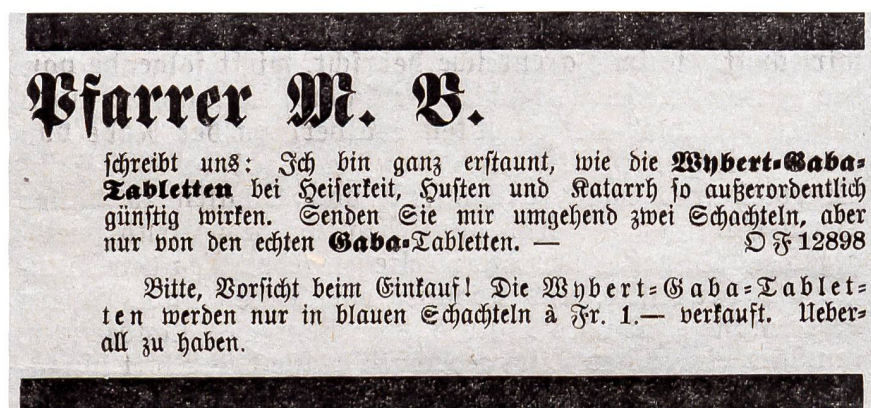 Pfarrer M. B.
schreibt uns: Ich bin ganz erstaunt, wie die Wybert-Gaba-
Tabletten bei Heiserkeit, Husten und Katarrh so außerordentlich
günstig wirken. Senden Sie mir umgehend zwei Schachteln, aber
nur von den echten Gaba-Tabletten. — O F 12898
Bitte, Vorsicht beim Einkauf! Die Wybert-Gaba-Tablet-
ten werden nur in blauen Schachteln à Fr. 1.— verkauft. Ueber-
all zu haben.